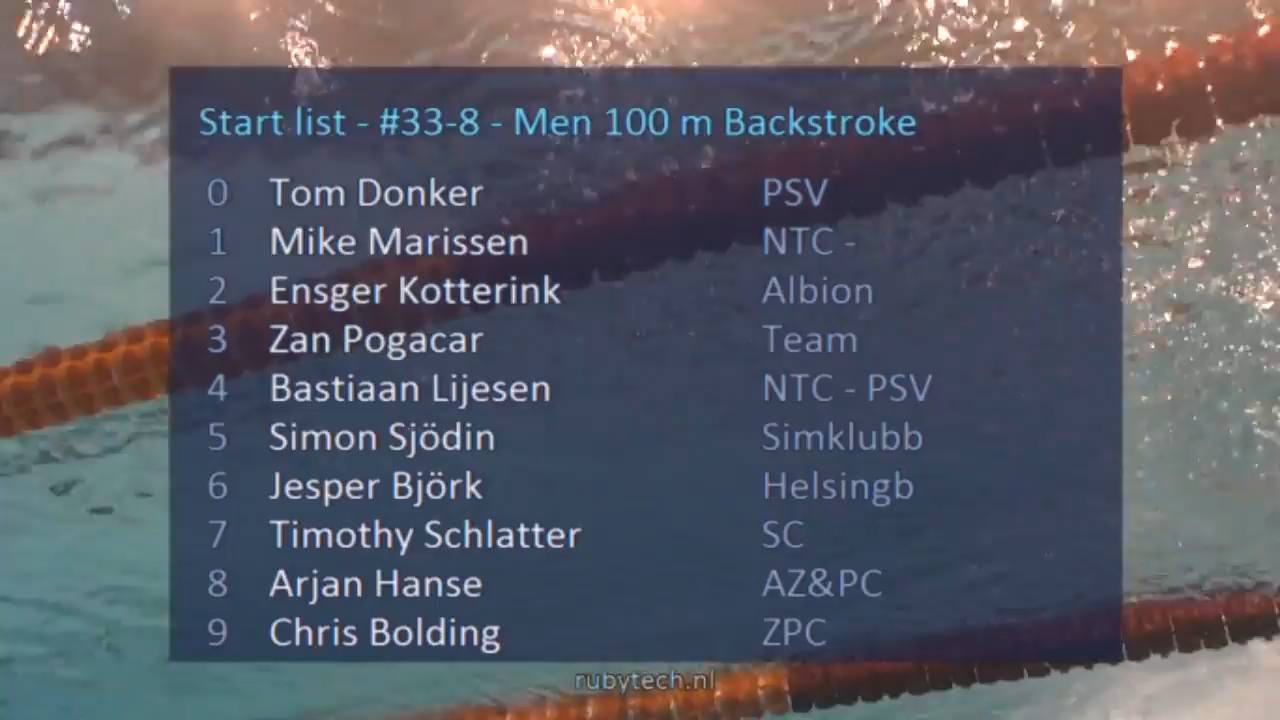 Start list - #33-8 - Men 100 m Backstroke
0 Tom Donker PSV
1 Mike Marissen NTC -
2 Ensger Kotterink Albion
3 Zan Pogacar Team
4 Bastiaan Lijesen NTC - PSV
5 Simon Sjödin Simklubb
6 Jesper Björk Helsingb
7 Timothy Schlatter SC
8 Arjan Hanse AZ&PC
9 Chris Bolding ZPC
rubytech.nl